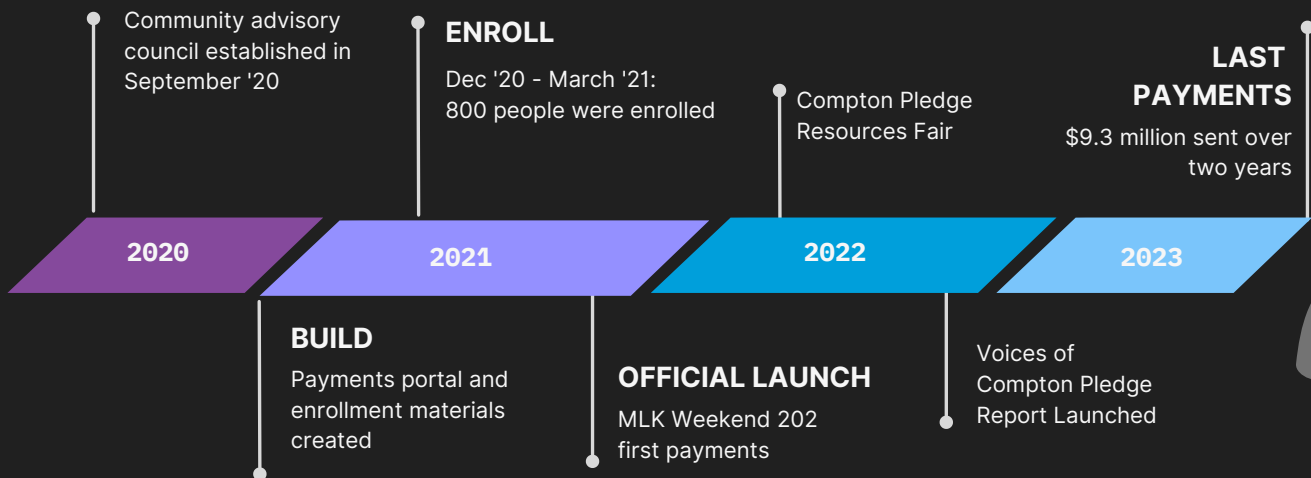 Community advisory
council established in
September '20
ENROLL
Dec '20 - March '21:
800 people were enrolled
Compton Pledge
Resources Fair
LAST
PAYMENTS
$9.3 million sent over
two years
2020
2021
2022
2023
BUILD
Payments portal and
enrollment materials
created
OFFICIAL LAUNCH
MLK Weekend 202
first payments
Voices of
Compton Pledge
Report Launched